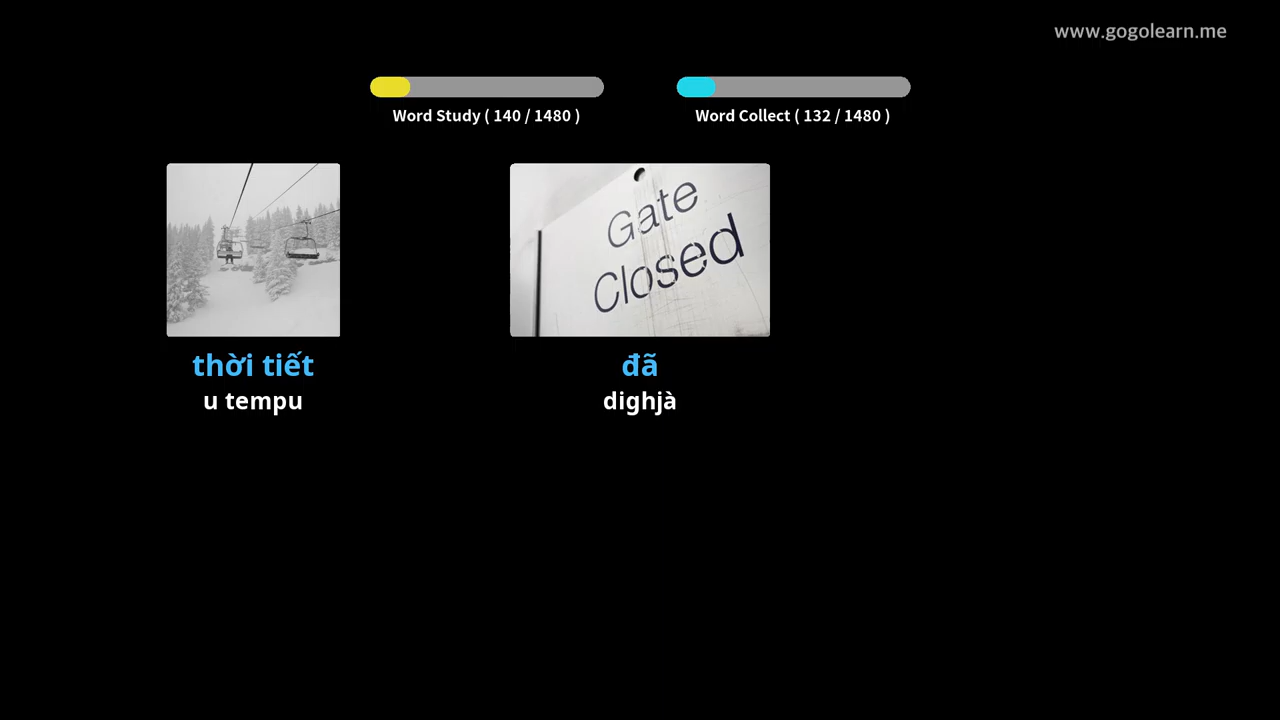 www.gogolearn.me
Word Study ( 140 / 1480 )
Word Collect ( 132 / 1480 )
Gate
Closed
thời tiết
u tempu
đã
dighjà